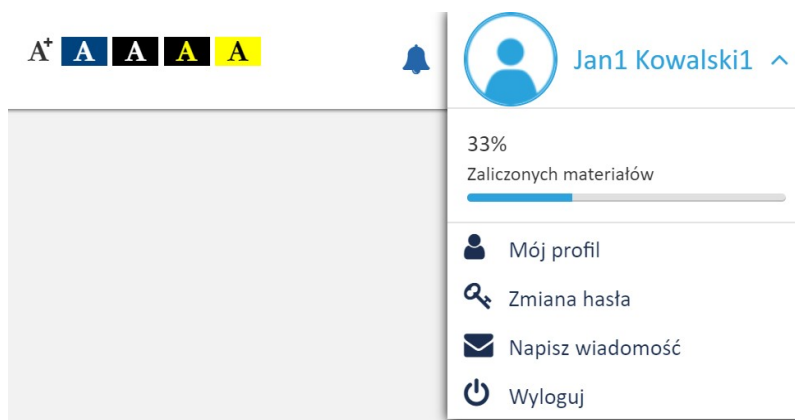 A+ A A A A
Jan1 Kowalski1
33%
Zaliczonych materiałów
Mój profil
Zmiana hasła
Napisz wiadomość
Wyloguj